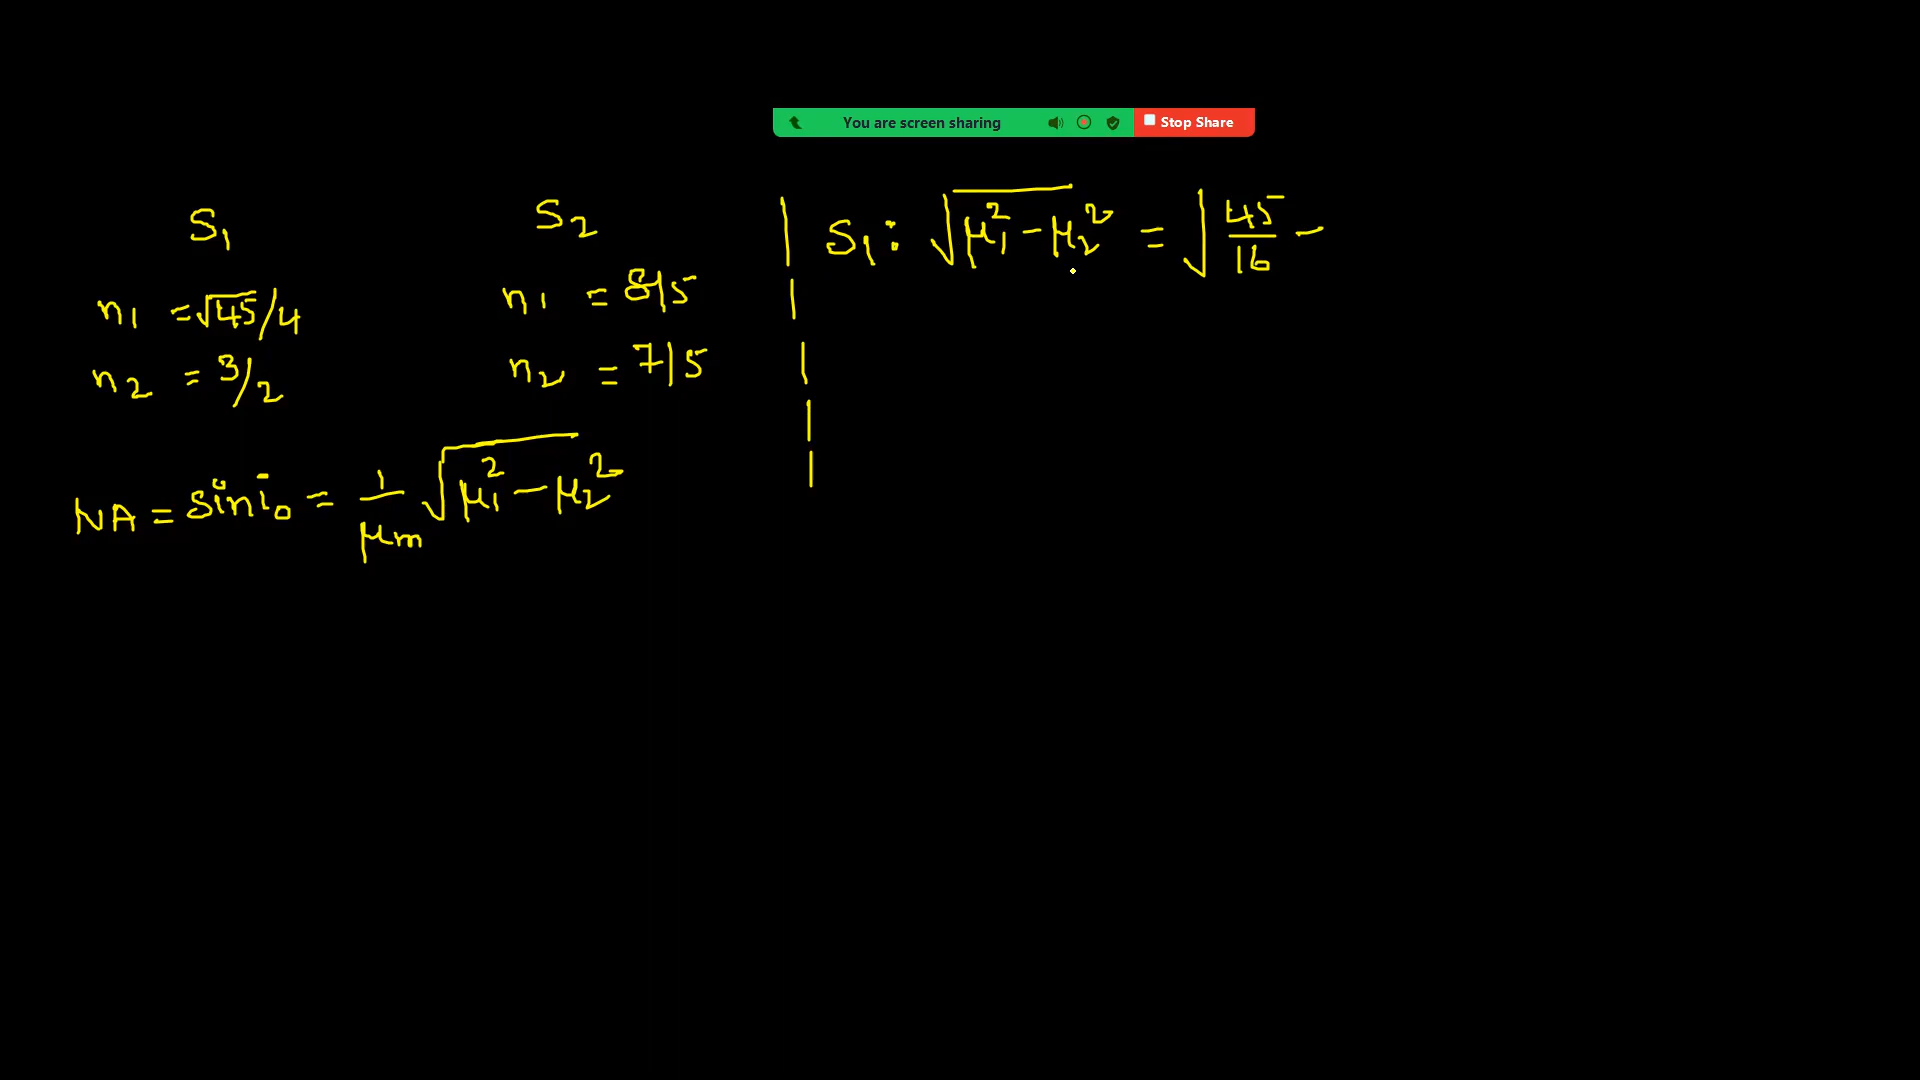 You are screen sharing Stop Share
S₁ S₂
n₁ = √45/4 n₁ = 8/5
n₂ = 3/2 n₂ = 7/5
NA = sin i₀ = 1/μm √(μ₁² − μ₂²)
S₁ : √(μ₁² − μ₂²) = √ 45/16 −